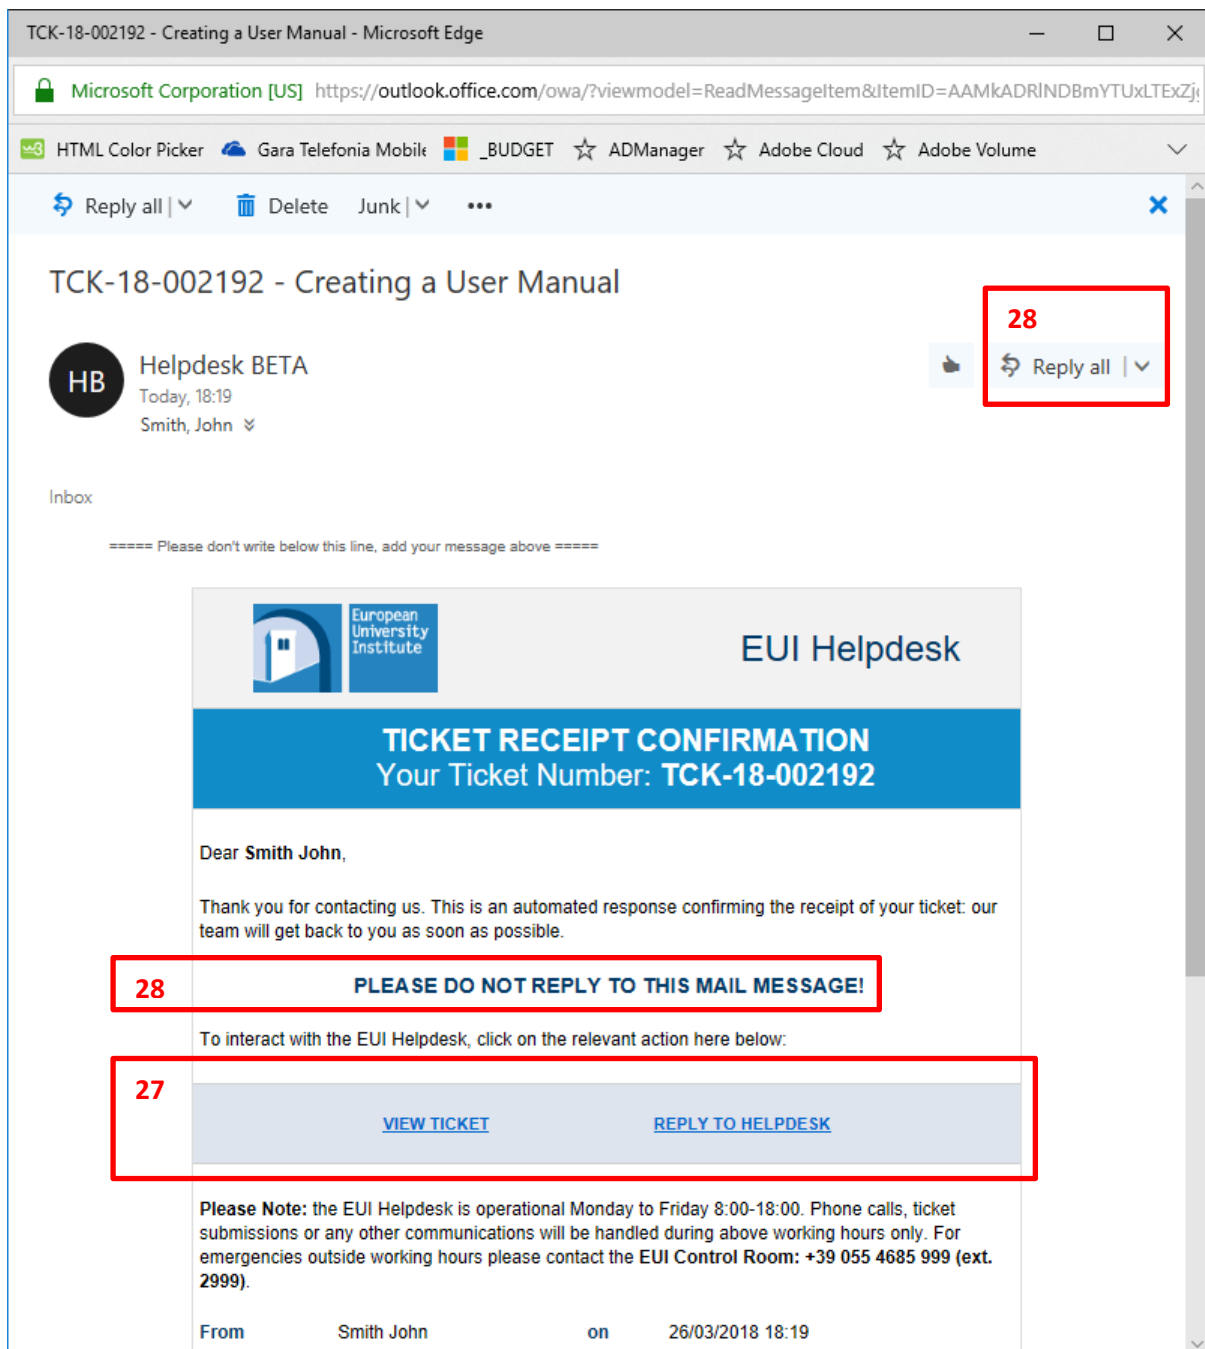 TCK-18-002192 - Creating a User Manual - Microsoft Edge
Microsoft Corporation [US] https://outlook.office.com/owa/?viewmodel=ReadMessageItem&ItemID=AAMkADRlNDBmYTUxLTExZj
HTML Color Picker Gara Telefonia Mobile _BUDGET ADManager Adobe Cloud Adobe Volume
Reply all | Delete Junk | •••
TCK-18-002192 - Creating a User Manual
28
HB
Helpdesk BETA
Reply all |
Today, 18:19
Smith, John
Inbox
===== Please don't write below this line, add your message above =====
European
University
Institute
EUI Helpdesk
TICKET RECEIPT CONFIRMATION
Your Ticket Number: TCK-18-002192
Dear Smith John,
Thank you for contacting us. This is an automated response confirming the receipt of your ticket: our
team will get back to you as soon as possible.
28 PLEASE DO NOT REPLY TO THIS MAIL MESSAGE!
To interact with the EUI Helpdesk, click on the relevant action here below:
27
VIEW TICKET REPLY TO HELPDESK
Please Note: the EUI Helpdesk is operational Monday to Friday 8:00-18:00. Phone calls, ticket
submissions or any other communications will be handled during above working hours only. For
emergencies outside working hours please contact the EUI Control Room: +39 055 4685 999 (ext.
2999).
From Smith John on 26/03/2018 18:19